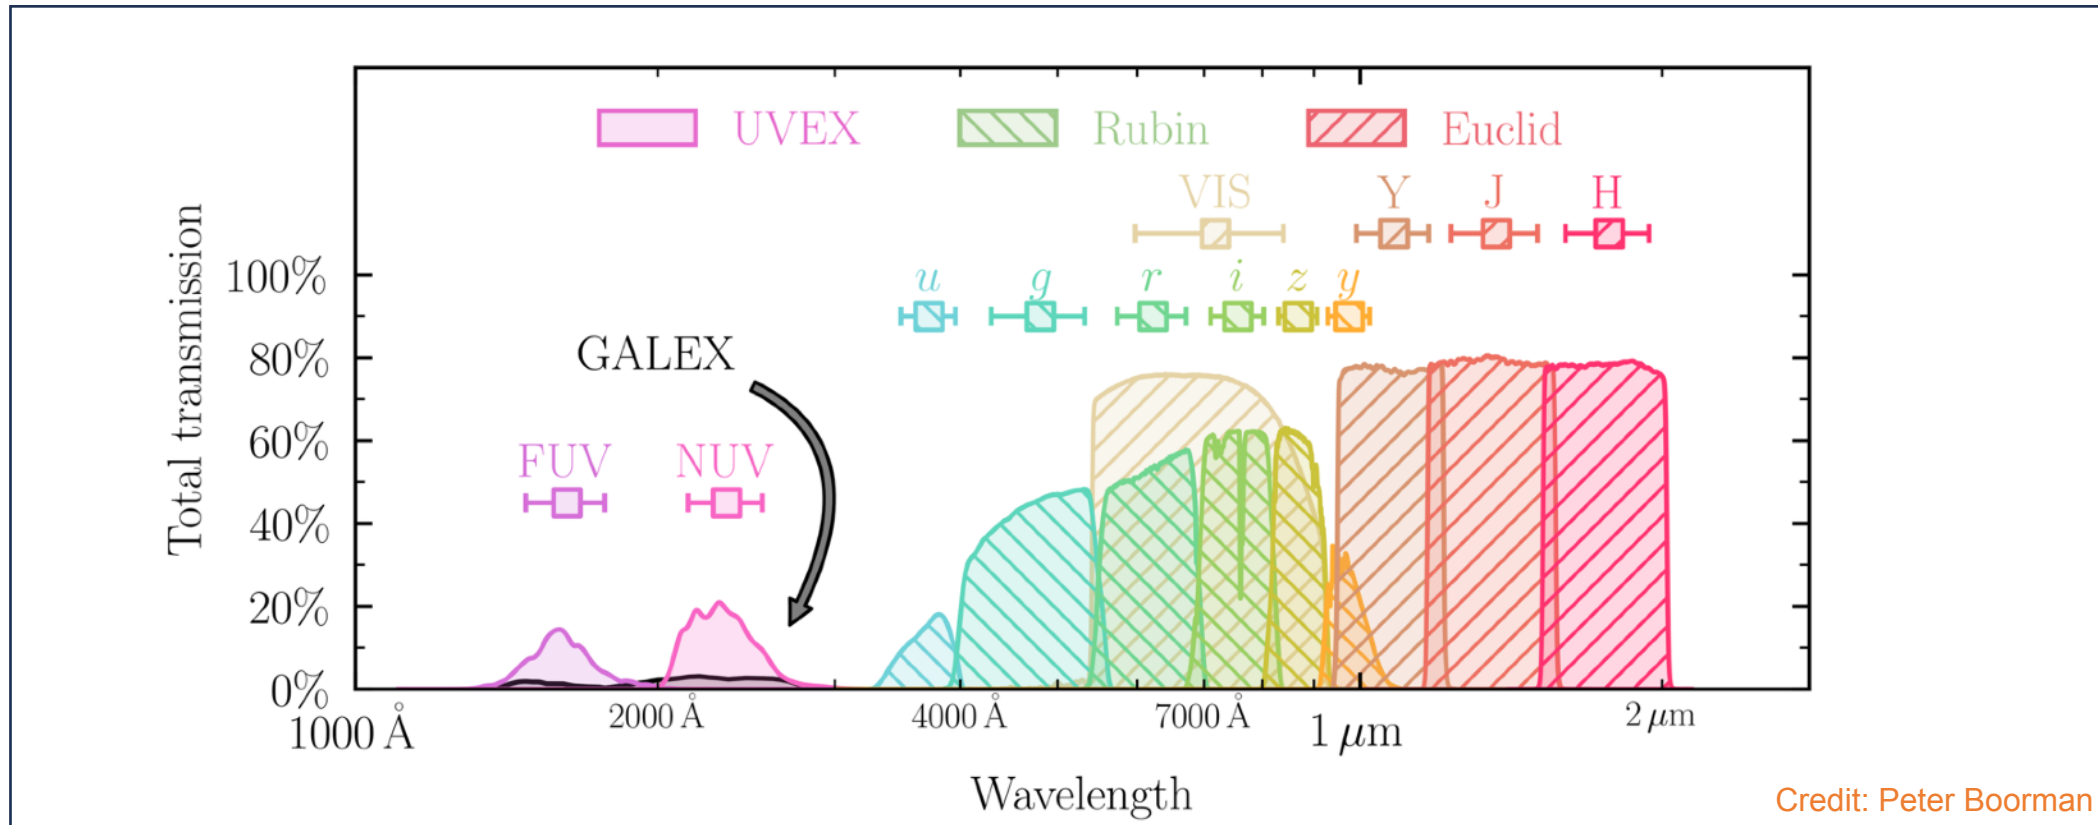 UVEX Rubin Euclid
VIS Y J H
u g r i z y
GALEX
FUV NUV
Total transmission
100%
80%
60%
40%
20%
0%
1000 Å 2000 Å 4000 Å 7000 Å 1 μm 2 μm
Wavelength
Credit: Peter Boorman